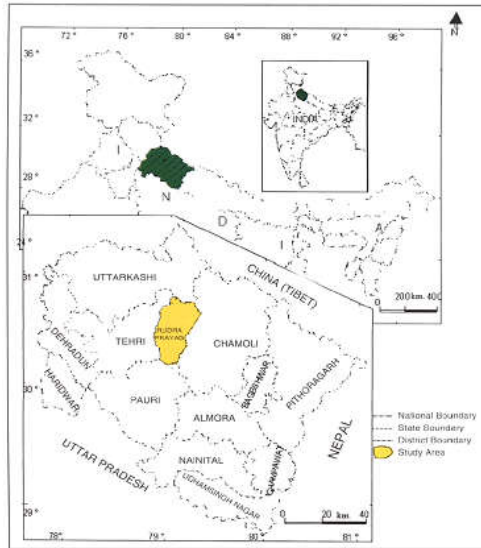 72° 76° 80° 84° 88° 92° 96°
N
36°
32°
28°
24°
INDIA
I
N
D
I
A
0 200 km. 400
31°
30°
29°
UTTARKASHI
CHINA (TIBET)
RUDRA
PRAYAG
TEHRI
CHAMOLI
DEHRADUN
HARIDWAR
PAURI
BAGESHWAR
PITHORAGARH
ALMORA
NEPAL
NAINITAL
CHAMPAWAT
UTTAR PRADESH
UDHAMSINGH NAGAR
National Boundary
State Boundary
District Boundary
Study Area
0 20 km. 40
78° 79° 80° 81°